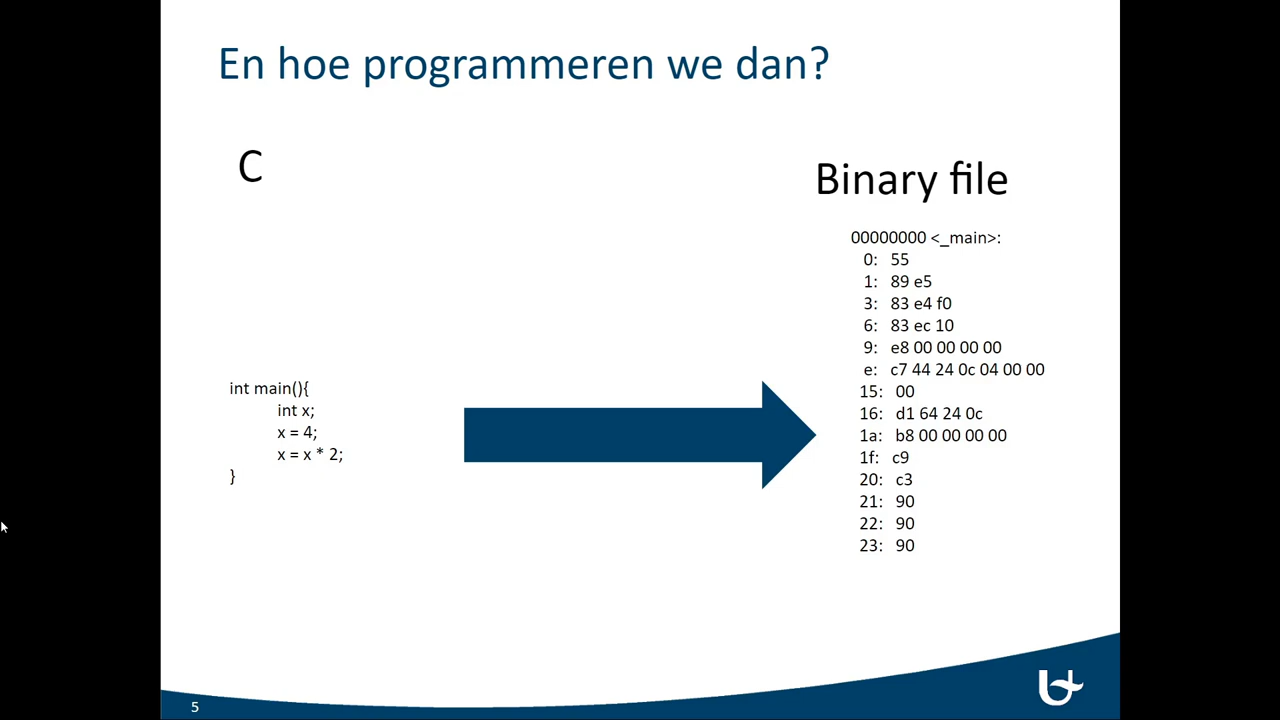 En hoe programmeren we dan?
C
int main(){
int x;
x = 4;
x = x * 2;
}
Binary file
00000000 <_main>:
0: 55
1: 89 e5
3: 83 e4 f0
6: 83 ec 10
9: e8 00 00 00 00
e: c7 44 24 0c 04 00 00
15: 00
16: d1 64 24 0c
1a: b8 00 00 00 00
1f: c9
20: c3
21: 90
22: 90
23: 90
5